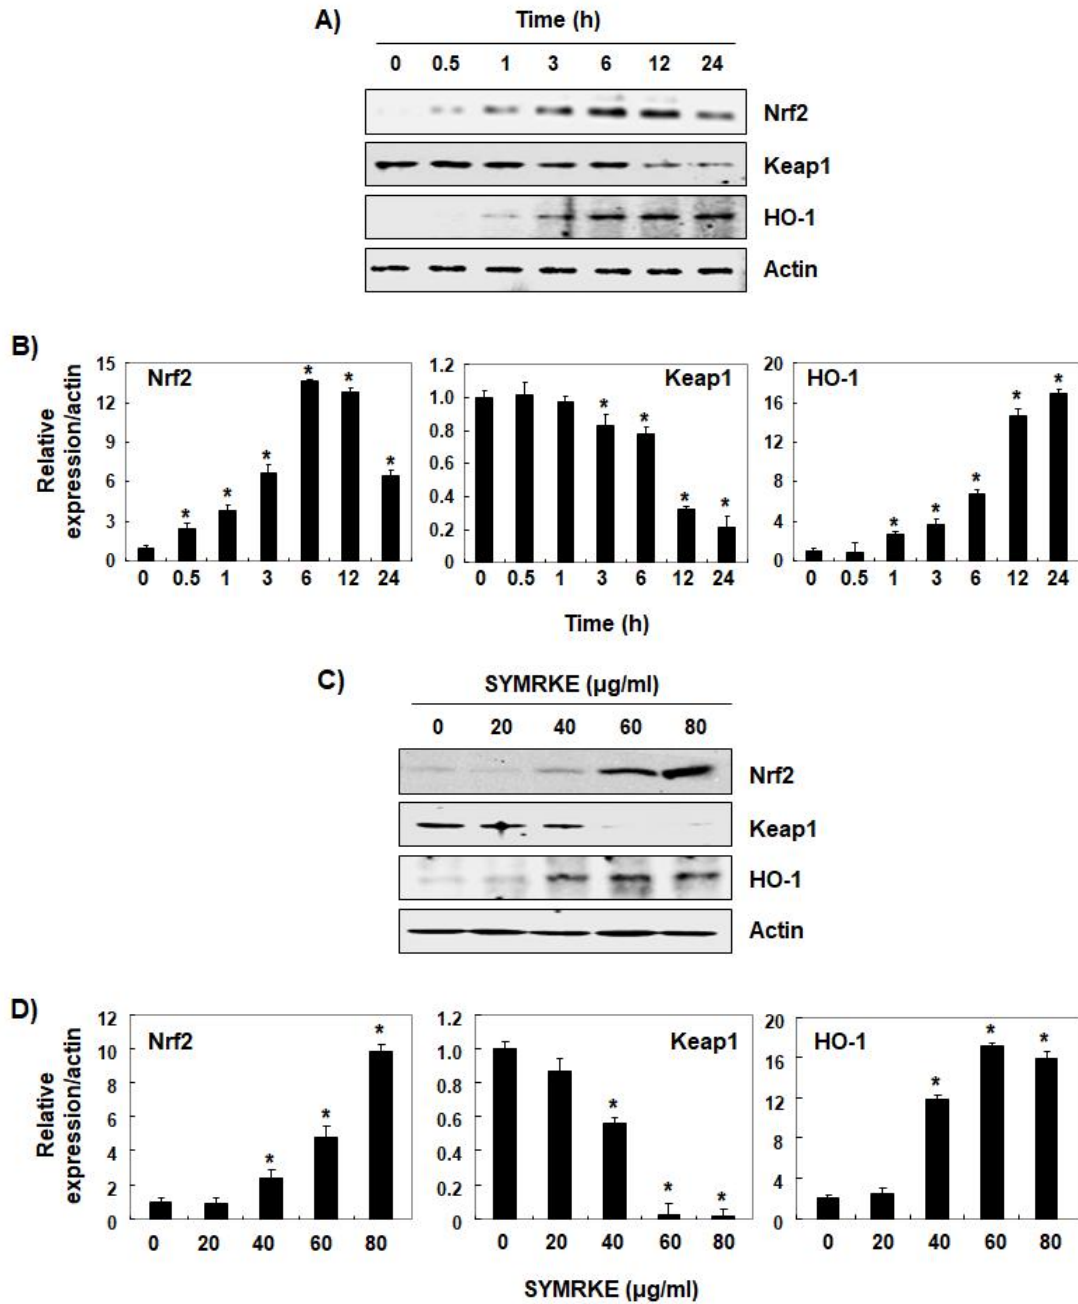 A)
Time (h)
0 0.5 1 3 6 12 24
Nrf2
Keap1
HO-1
Actin
B)
Relative
expression/actin
Nrf2
15
12
9
6
3
0
* * * * * *
0 0.5 1 3 6 12 24
Keap1
1.2
1.0
0.8
0.6
0.4
0.2
0
* * * *
0 0.5 1 3 6 12 24
HO-1
20
16
12
8
4
0
* * * * *
0 0.5 1 3 6 12 24
Time (h)
C)
SYMRKE (µg/ml)
0 20 40 60 80
Nrf2
Keap1
HO-1
Actin
D)
Relative
expression/actin
Nrf2
12
10
8
6
4
2
0
* * *
0 20 40 60 80
Keap1
1.2
1.0
0.8
0.6
0.4
0.2
0
* * *
0 20 40 60 80
HO-1
20
16
12
8
4
0
* * *
0 20 40 60 80
SYMRKE (µg/ml)